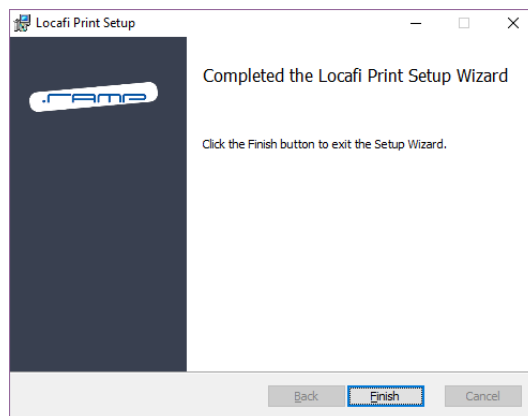 Locafi Print Setup
.ramp
Completed the Locafi Print Setup Wizard
Click the Finish button to exit the Setup Wizard.
Back
Finish
Cancel